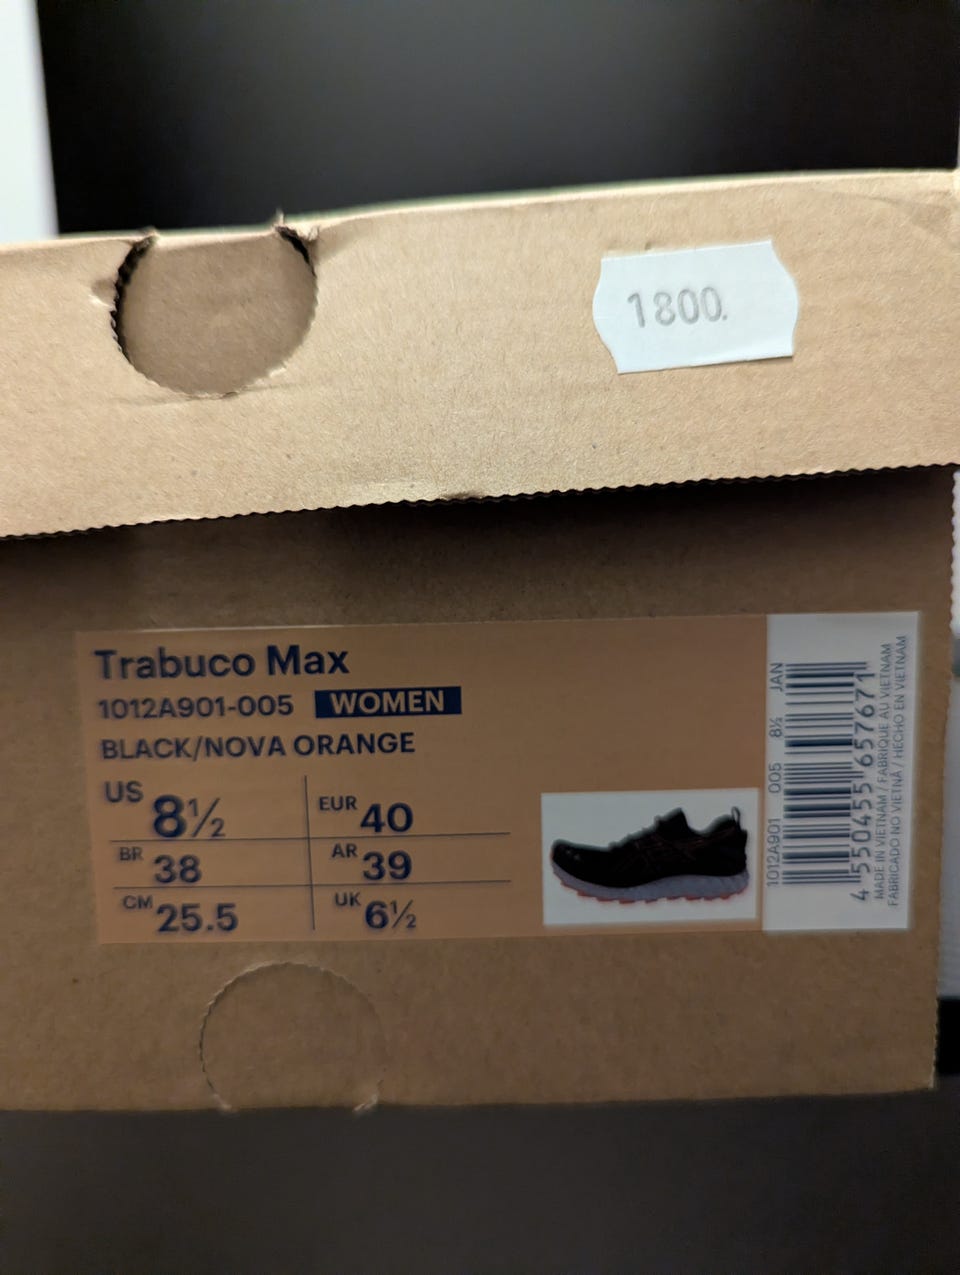 1800.
Trabuco Max
1012A901-005 WOMEN
BLACK/NOVA ORANGE
US 8½ EUR 40
BR 38 AR 39
CM 25.5 UK 6½
1012A901 005 8½ JAN
4 550455 657671
MADE IN VIETNAM / FABRIQUÉ AU VIETNAM
FABRICADO NO VIETNÃ / HECHO EN VIETNAM